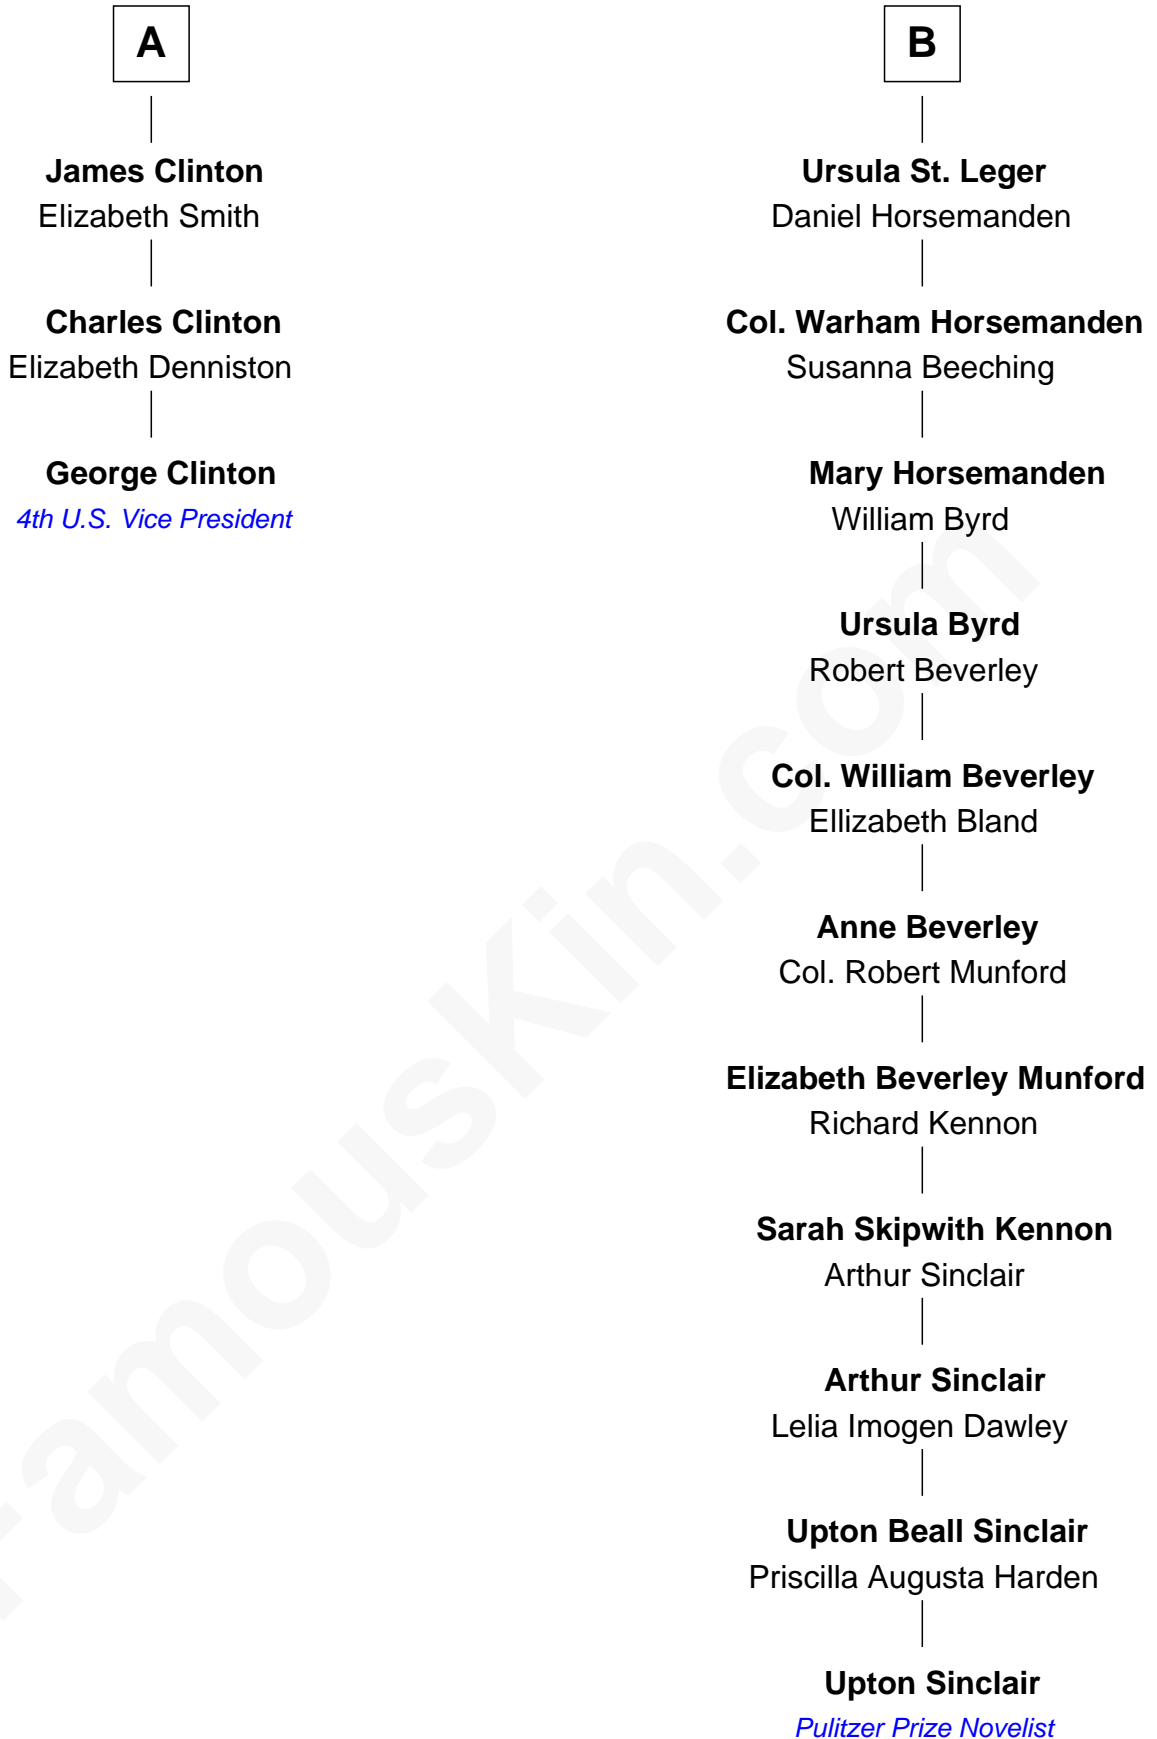 A
James Clinton
Elizabeth Smith
Charles Clinton
Elizabeth Denniston
George Clinton
4th U.S. Vice President
B
Ursula St. Leger
Daniel Horsemanden
Col. Warham Horsemanden
Susanna Beeching
Mary Horsemanden
William Byrd
Ursula Byrd
Robert Beverley
Col. William Beverley
Ellizabeth Bland
Anne Beverley
Col. Robert Munford
Elizabeth Beverley Munford
Richard Kennon
Sarah Skipwith Kennon
Arthur Sinclair
Arthur Sinclair
Lelia Imogen Dawley
Upton Beall Sinclair
Priscilla Augusta Harden
Upton Sinclair
Pulitzer Prize Novelist
FamousKin.com